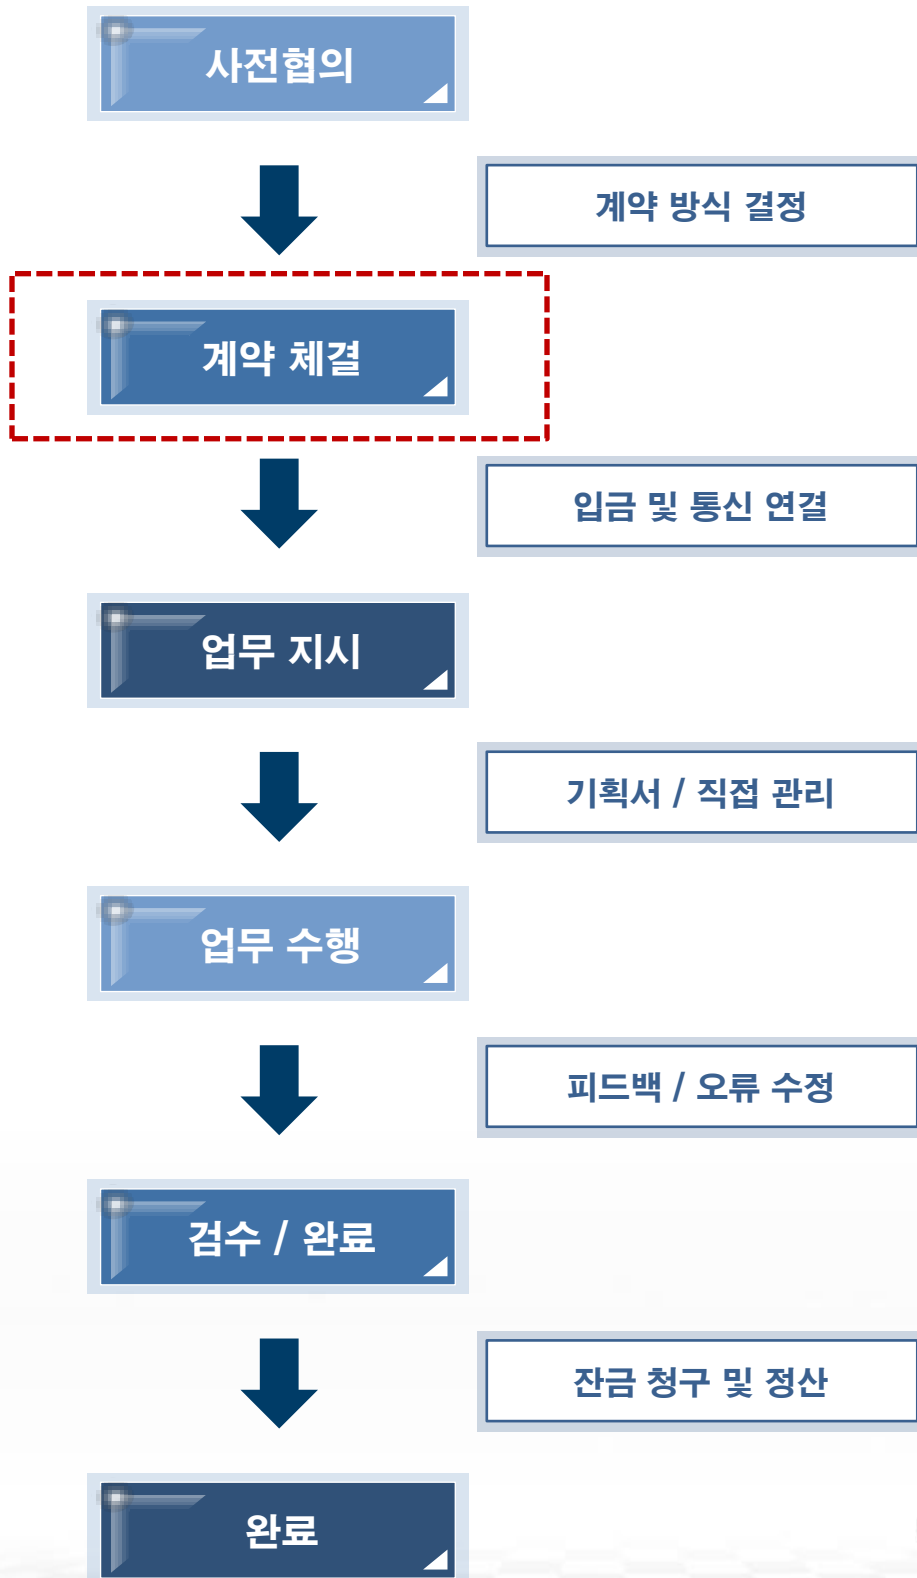 사전협의
계약 방식 결정
계약 체결
입금 및 통신 연결
업무 지시
기획서 / 직접 관리
업무 수행
피드백 / 오류 수정
검수 / 완료
잔금 청구 및 정산
완료